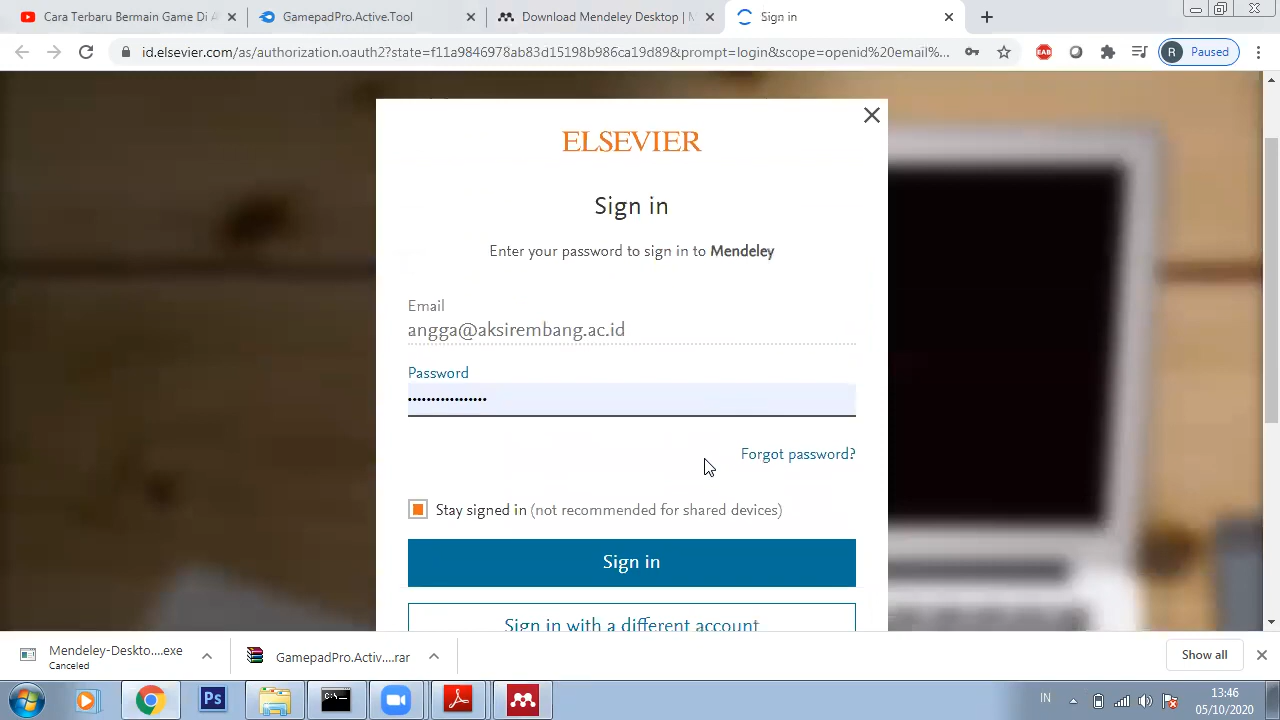 Cara Terbaru Bermain Game Di A
GamepadPro.Active.Tool
Download Mendeley Desktop | M
Sign in
id.elsevier.com/as/authorization.oauth2?state=f11a9846978ab83d15198b986ca19d89&prompt=login&scope=openid%20email%...
EAB
R Paused
ELSEVIER
Sign in
Enter your password to sign in to Mendeley
Email
angga@aksirembang.ac.id
Password
Forgot password?
Stay signed in (not recommended for shared devices)
Sign in
Sign in with a different account
Mendeley-Deskto....exe
Canceled
GamepadPro.Activ....rar
Show all
Ps
C:\_
IN
13:46
05/10/2020